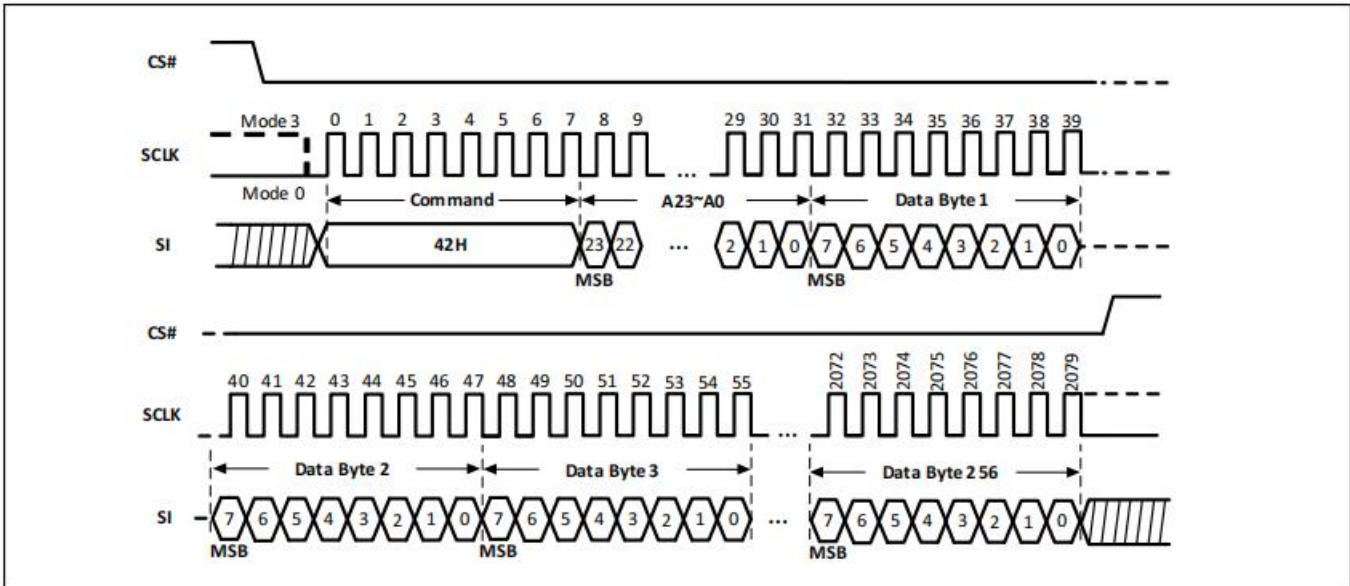 CS#
Mode 3 0 1 2 3 4 5 6 7 8 9 29 30 31 32 33 34 35 36 37 38 39
SCLK ...
Mode 0 Command A23~A0 Data Byte 1
SI 42H 23 22 ... 2 1 0 7 6 5 4 3 2 1 0
MSB MSB
CS#
40 41 42 43 44 45 46 47 48 49 50 51 52 53 54 55 2072 2073 2074 2075 2076 2077 2078 2079
SCLK ...
Data Byte 2 Data Byte 3 Data Byte 256
SI 7 6 5 4 3 2 1 0 7 6 5 4 3 2 1 0 ... 7 6 5 4 3 2 1 0
MSB MSB MSB